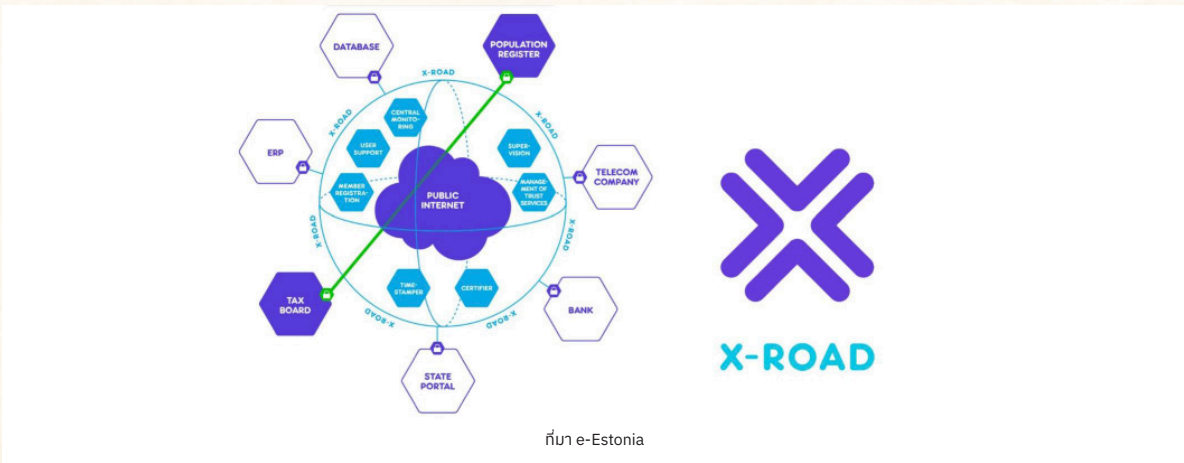 DATABASE
POPULATION
REGISTER
X-ROAD
X-ROAD
X-ROAD
CENTRAL
MONITO-
RING
USER
SUPPORT
SUPER-
VISION
ERP
TELECOM
COMPANY
MEMBER
REGISTRA-
TION
PUBLIC
INTERNET
MANAGE-
MENT OF
TRUST
SERVICES
X-ROAD
X-ROAD
TIME-
STAMPER
CERTIFIER
TAX
BOARD
BANK
X-ROAD
X-ROAD
STATE
PORTAL
X-ROAD
ที่มา e-Estonia